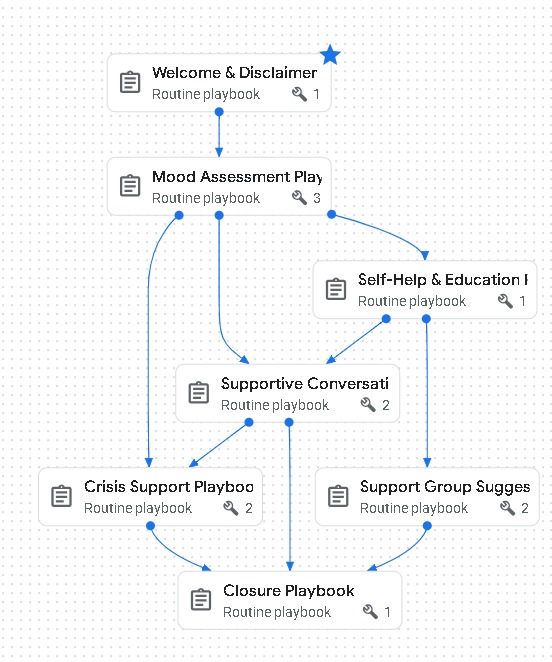 Welcome & Disclaimer
Routine playbook 1
Mood Assessment Play
Routine playbook 3
Self-Help & Education F
Routine playbook 1
Supportive Conversati
Routine playbook 2
Crisis Support Playboo
Routine playbook 2
Support Group Sugges
Routine playbook 2
Closure Playbook
Routine playbook 1